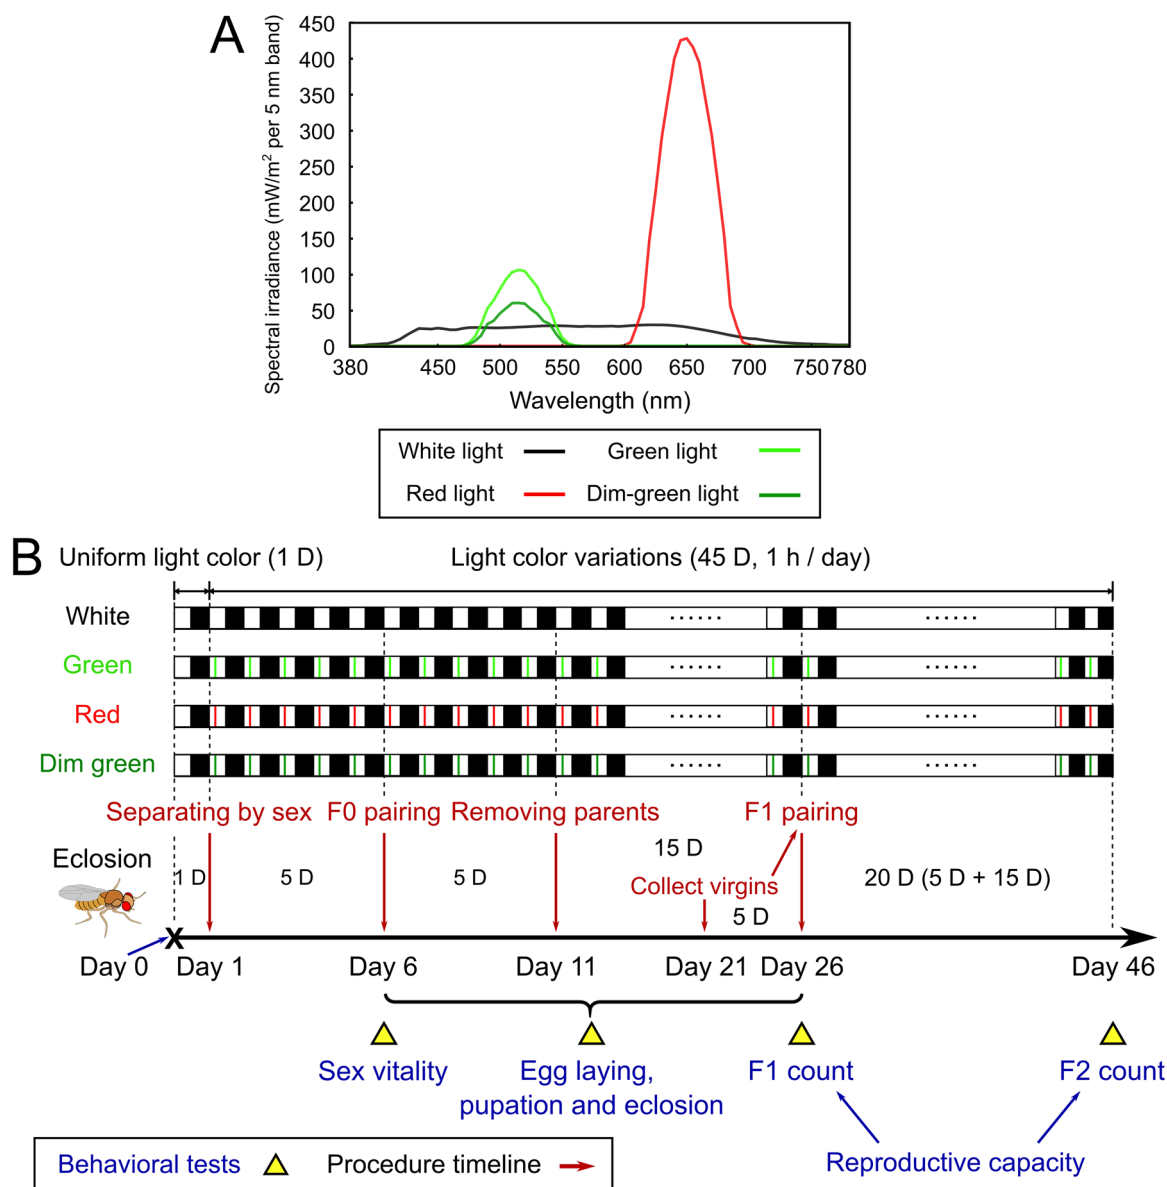 A
Spectral irradiance (mW/m² per 5 nm band)
450
400
350
300
250
200
150
100
50
0
380 450 500 550 600 650 700 750 780
Wavelength (nm)
White light Green light
Red light Dim-green light
B
Uniform light color (1 D) Light color variations (45 D, 1 h / day)
White
Green
Red
Dim green
Separating by sex F0 pairing Removing parents F1 pairing
Eclosion
1 D 5 D 5 D 15 D 20 D (5 D + 15 D)
Collect virgins
5 D
X
Day 0 Day 1 Day 6 Day 11 Day 21 Day 26 Day 46
Sex vitality Egg laying, F1 count F2 count
pupation and eclosion
Reproductive capacity
Behavioral tests Procedure timeline